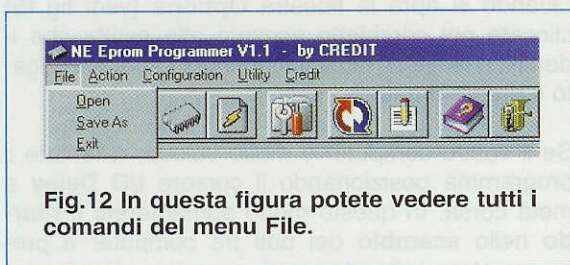 NE Eprom Programmer V1.1 - by CREDIT
File Action Configuration Utility Credit
Open
Save As
Exit
Fig.12 In questa figura potete vedere tutti i
comandi del menu File.